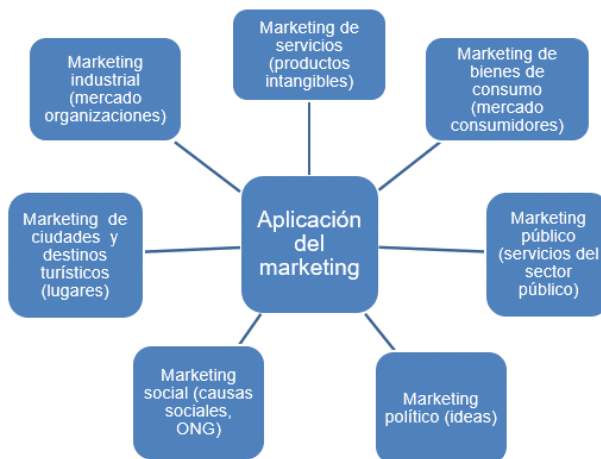 Marketing de
servicios
(productos
intangibles)
Marketing
industrial
(mercado
organizaciones)
Marketing de
bienes de
consumo
(mercado
consumidores)
Aplicación
del
marketing
Marketing de
ciudades y
destinos
turísticos
(lugares)
Marketing
público
(servicios del
sector
público)
Marketing
social (causas
sociales,
ONG)
Marketing
político (ideas)